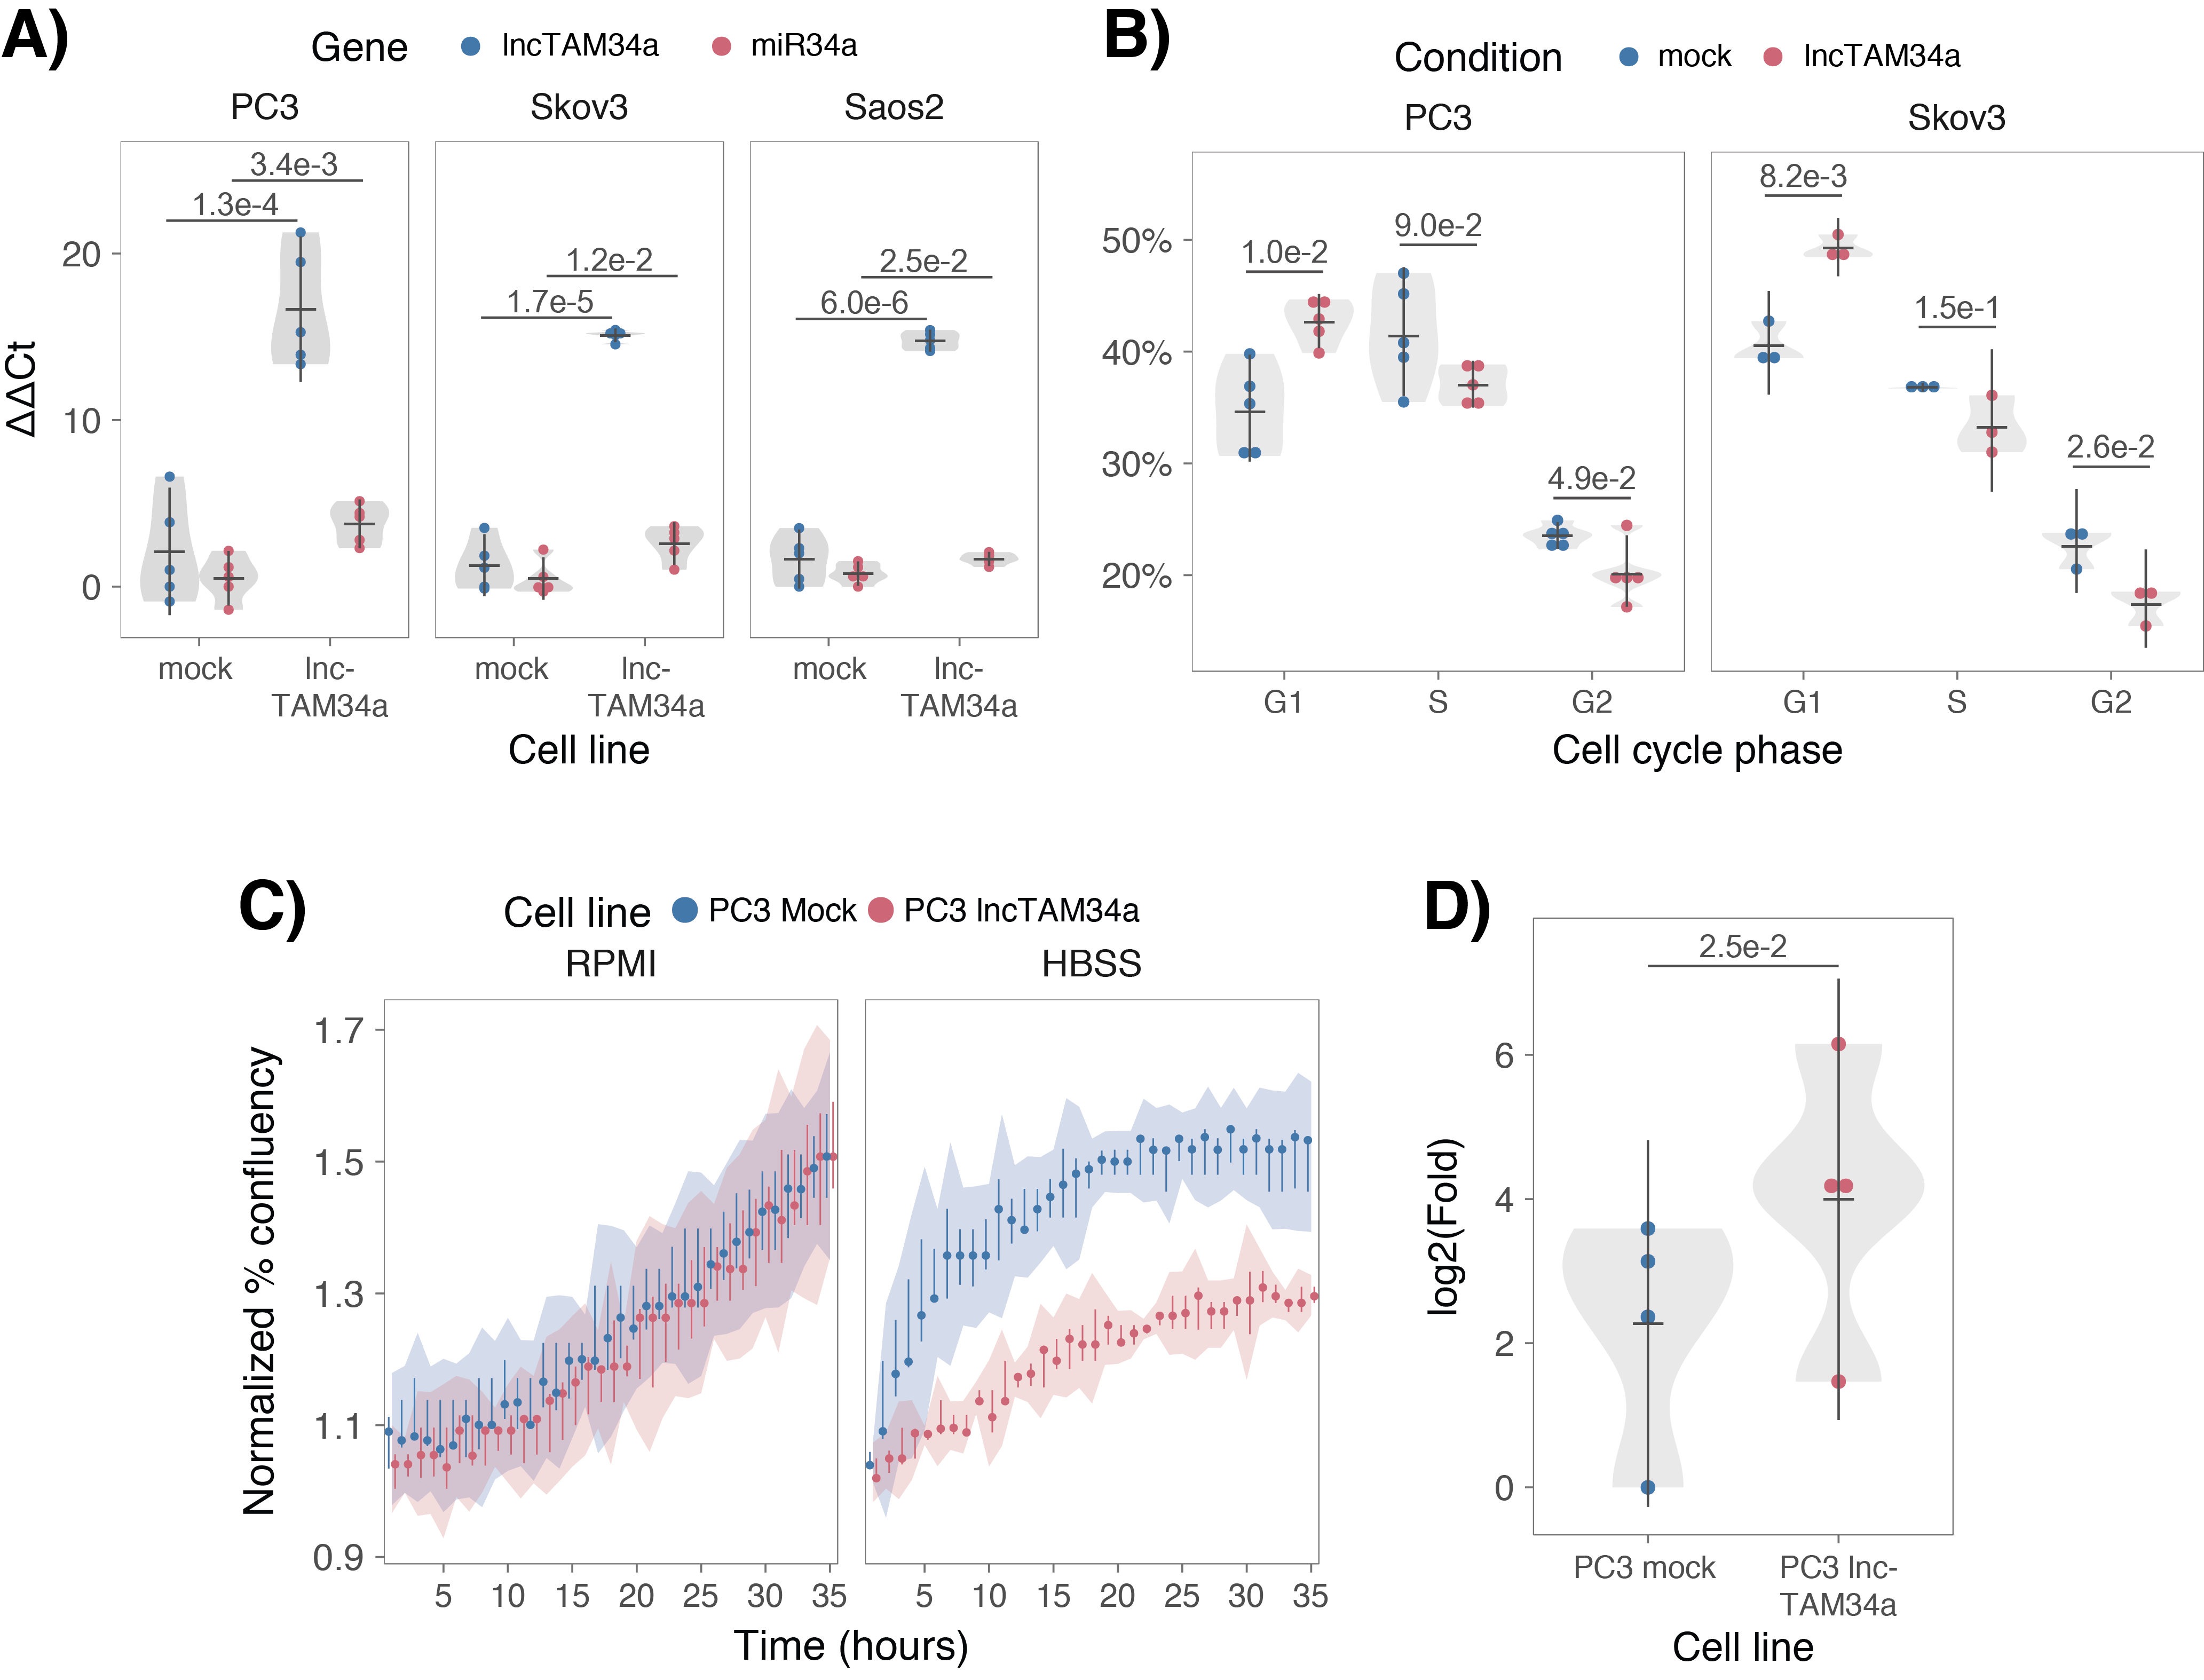 A)
Gene lncTAM34a miR34a
PC3 Skov3 Saos2
ΔΔCt
20
10
0
3.4e-3
1.3e-4
1.2e-2
1.7e-5
2.5e-2
6.0e-6
mock lnc- mock lnc- mock lnc-
TAM34a TAM34a TAM34a
Cell line
B)
Condition mock lncTAM34a
PC3 Skov3
50%
40%
30%
20%
1.0e-2
9.0e-2
4.9e-2
8.2e-3
1.5e-1
2.6e-2
G1 S G2 G1 S G2
Cell cycle phase
C)
Cell line PC3 Mock PC3 lncTAM34a
RPMI HBSS
Normalized % confluency
1.7
1.5
1.3
1.1
0.9
5 10 15 20 25 30 35 5 10 15 20 25 30 35
Time (hours)
D)
2.5e-2
log2(Fold)
6
4
2
0
PC3 mock PC3 lnc-
TAM34a
Cell line